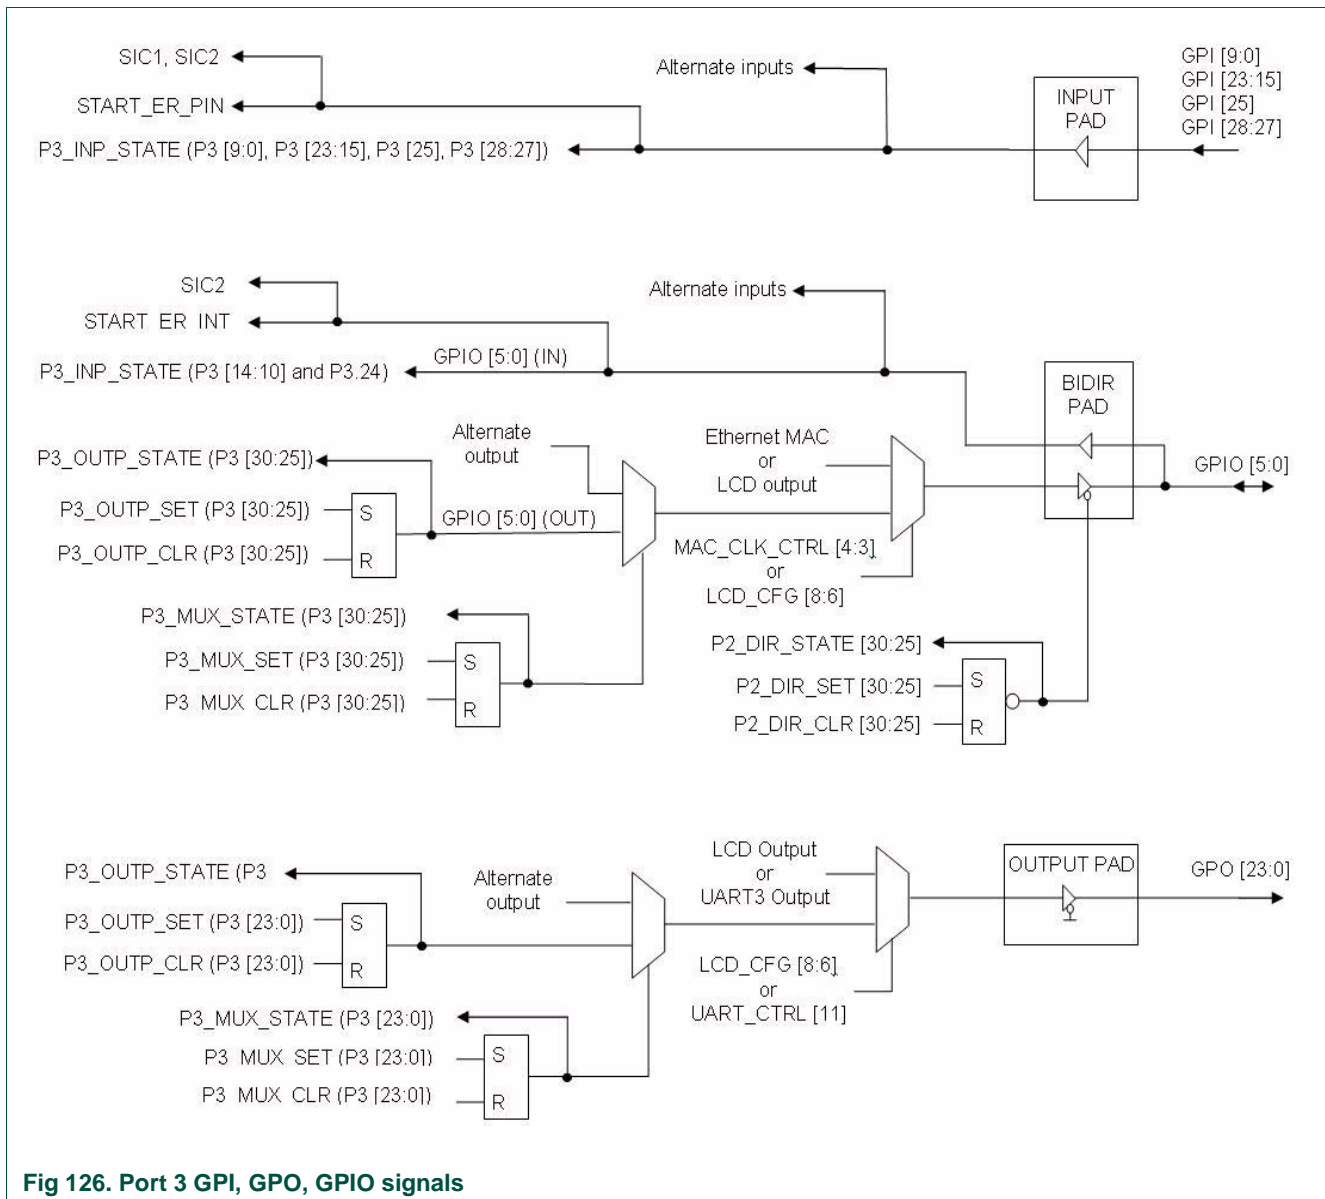 SIC1, SIC2
START_ER_PIN
P3_INP_STATE (P3 [9:0], P3 [23:15], P3 [25], P3 [28:27])
Alternate inputs
INPUT
PAD
GPI [9:0]
GPI [23:15]
GPI [25]
GPI [28:27]
SIC2
START ER INT
P3_INP_STATE (P3 [14:10] and P3.24)
GPIO [5:0] (IN)
Alternate inputs
BIDIR
PAD
GPIO [5:0]
P3_OUTP_STATE (P3 [30:25])
P3_OUTP_SET (P3 [30:25])
P3_OUTP_CLR (P3 [30:25])
S
R
GPIO [5:0] (OUT)
Alternate
output
Ethernet MAC
or
LCD output
MAC_CLK_CTRL [4:3]
or
LCD_CFG [8:6]
P3_MUX_STATE (P3 [30:25])
P3_MUX_SET (P3 [30:25])
P3 MUX CLR (P3 [30:25])
S
R
P2_DIR_STATE [30:25]
P2_DIR_SET [30:25]
P2_DIR_CLR [30:25]
S
R
P3_OUTP_STATE (P3
P3_OUTP_SET (P3 [23:0])
P3_OUTP_CLR (P3 [23:0])
S
R
Alternate
output
LCD Output
or
UART3 Output
LCD_CFG [8:6]
or
UART_CTRL [11]
OUTPUT PAD
GPO [23:0]
P3_MUX_STATE (P3 [23:0])
P3 MUX SET (P3 [23:0])
P3 MUX CLR (P3 [23:0])
S
R
Fig 126. Port 3 GPI, GPO, GPIO signals